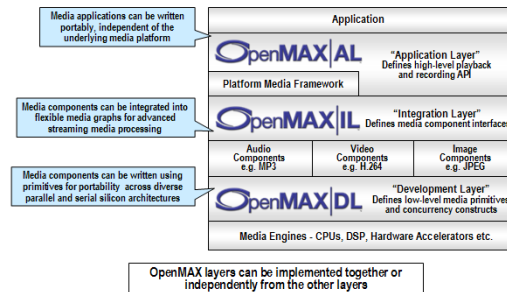 Media applications can be written
portably, independent of the
underlying media platform
Application
OpenMAX|AL
"Application Layer"
Defines high-level playback
and recording API
Platform Media Framework
Media components can be integrated into
flexible media graphs for advanced
streaming media processing
OpenMAX|IL
"Integration Layer"
Defines media component interfaces
Audio
Components
e.g. MP3
Video
Components
e.g. H.264
Image
Components
e.g. JPEG
Media components can be written using
primitives for portability across diverse
parallel and serial silicon architectures
OpenMAX|DL
"Development Layer"
Defines low-level media primitives
and concurrency constructs
Media Engines - CPUs, DSP, Hardware Accelerators etc.
OpenMAX layers can be implemented together or
independently from the other layers